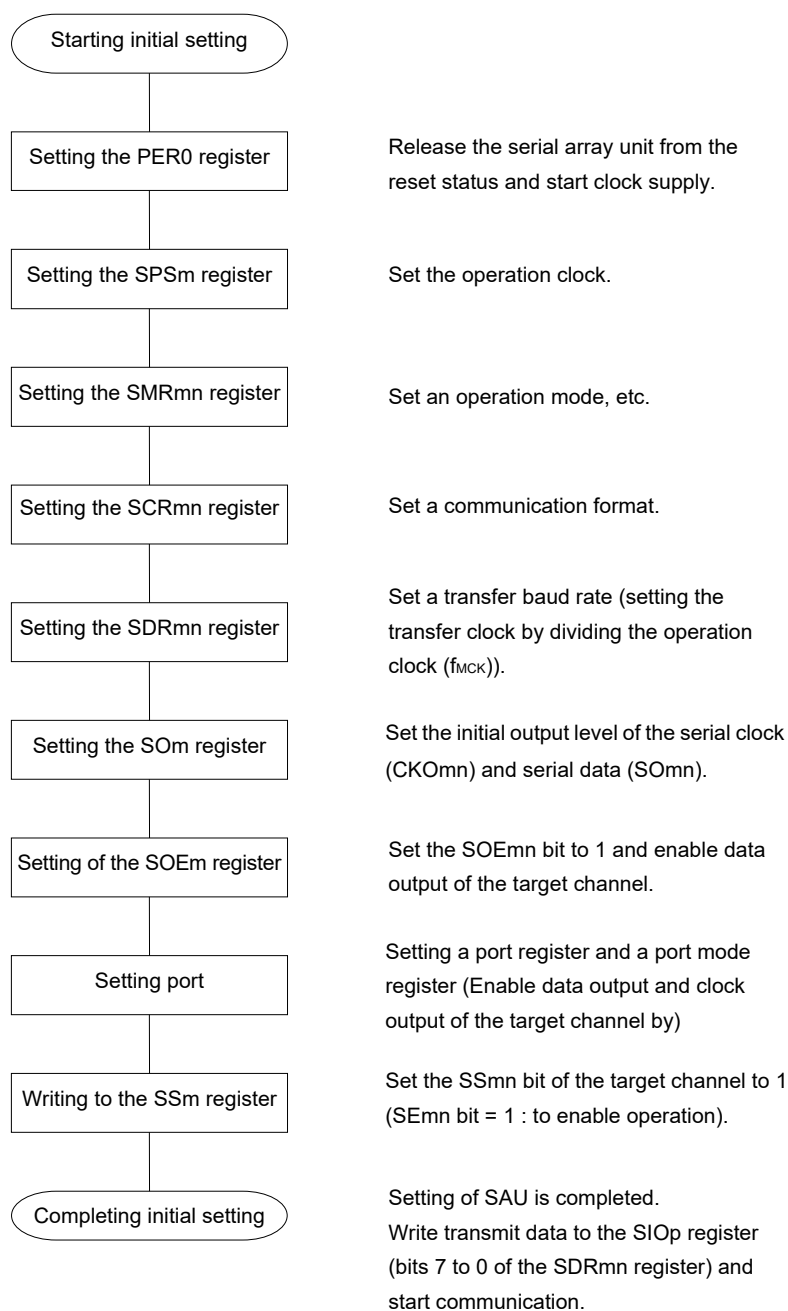 Starting initial setting
Setting the PER0 register
Release the serial array unit from the
reset status and start clock supply.
Setting the SPSm register
Set the operation clock.
Setting the SMRmn register
Set an operation mode, etc.
Setting the SCRmn register
Set a communication format.
Setting the SDRmn register
Set a transfer baud rate (setting the
transfer clock by dividing the operation
clock (fMCK)).
Setting the SOm register
Set the initial output level of the serial clock
(CKOmn) and serial data (SOmn).
Setting of the SOEm register
Set the SOEmn bit to 1 and enable data
output of the target channel.
Setting port
Setting a port register and a port mode
register (Enable data output and clock
output of the target channel by)
Writing to the SSm register
Set the SSmn bit of the target channel to 1
(SEmn bit = 1 : to enable operation).
Completing initial setting
Setting of SAU is completed.
Write transmit data to the SIOp register
(bits 7 to 0 of the SDRmn register) and
start communication.